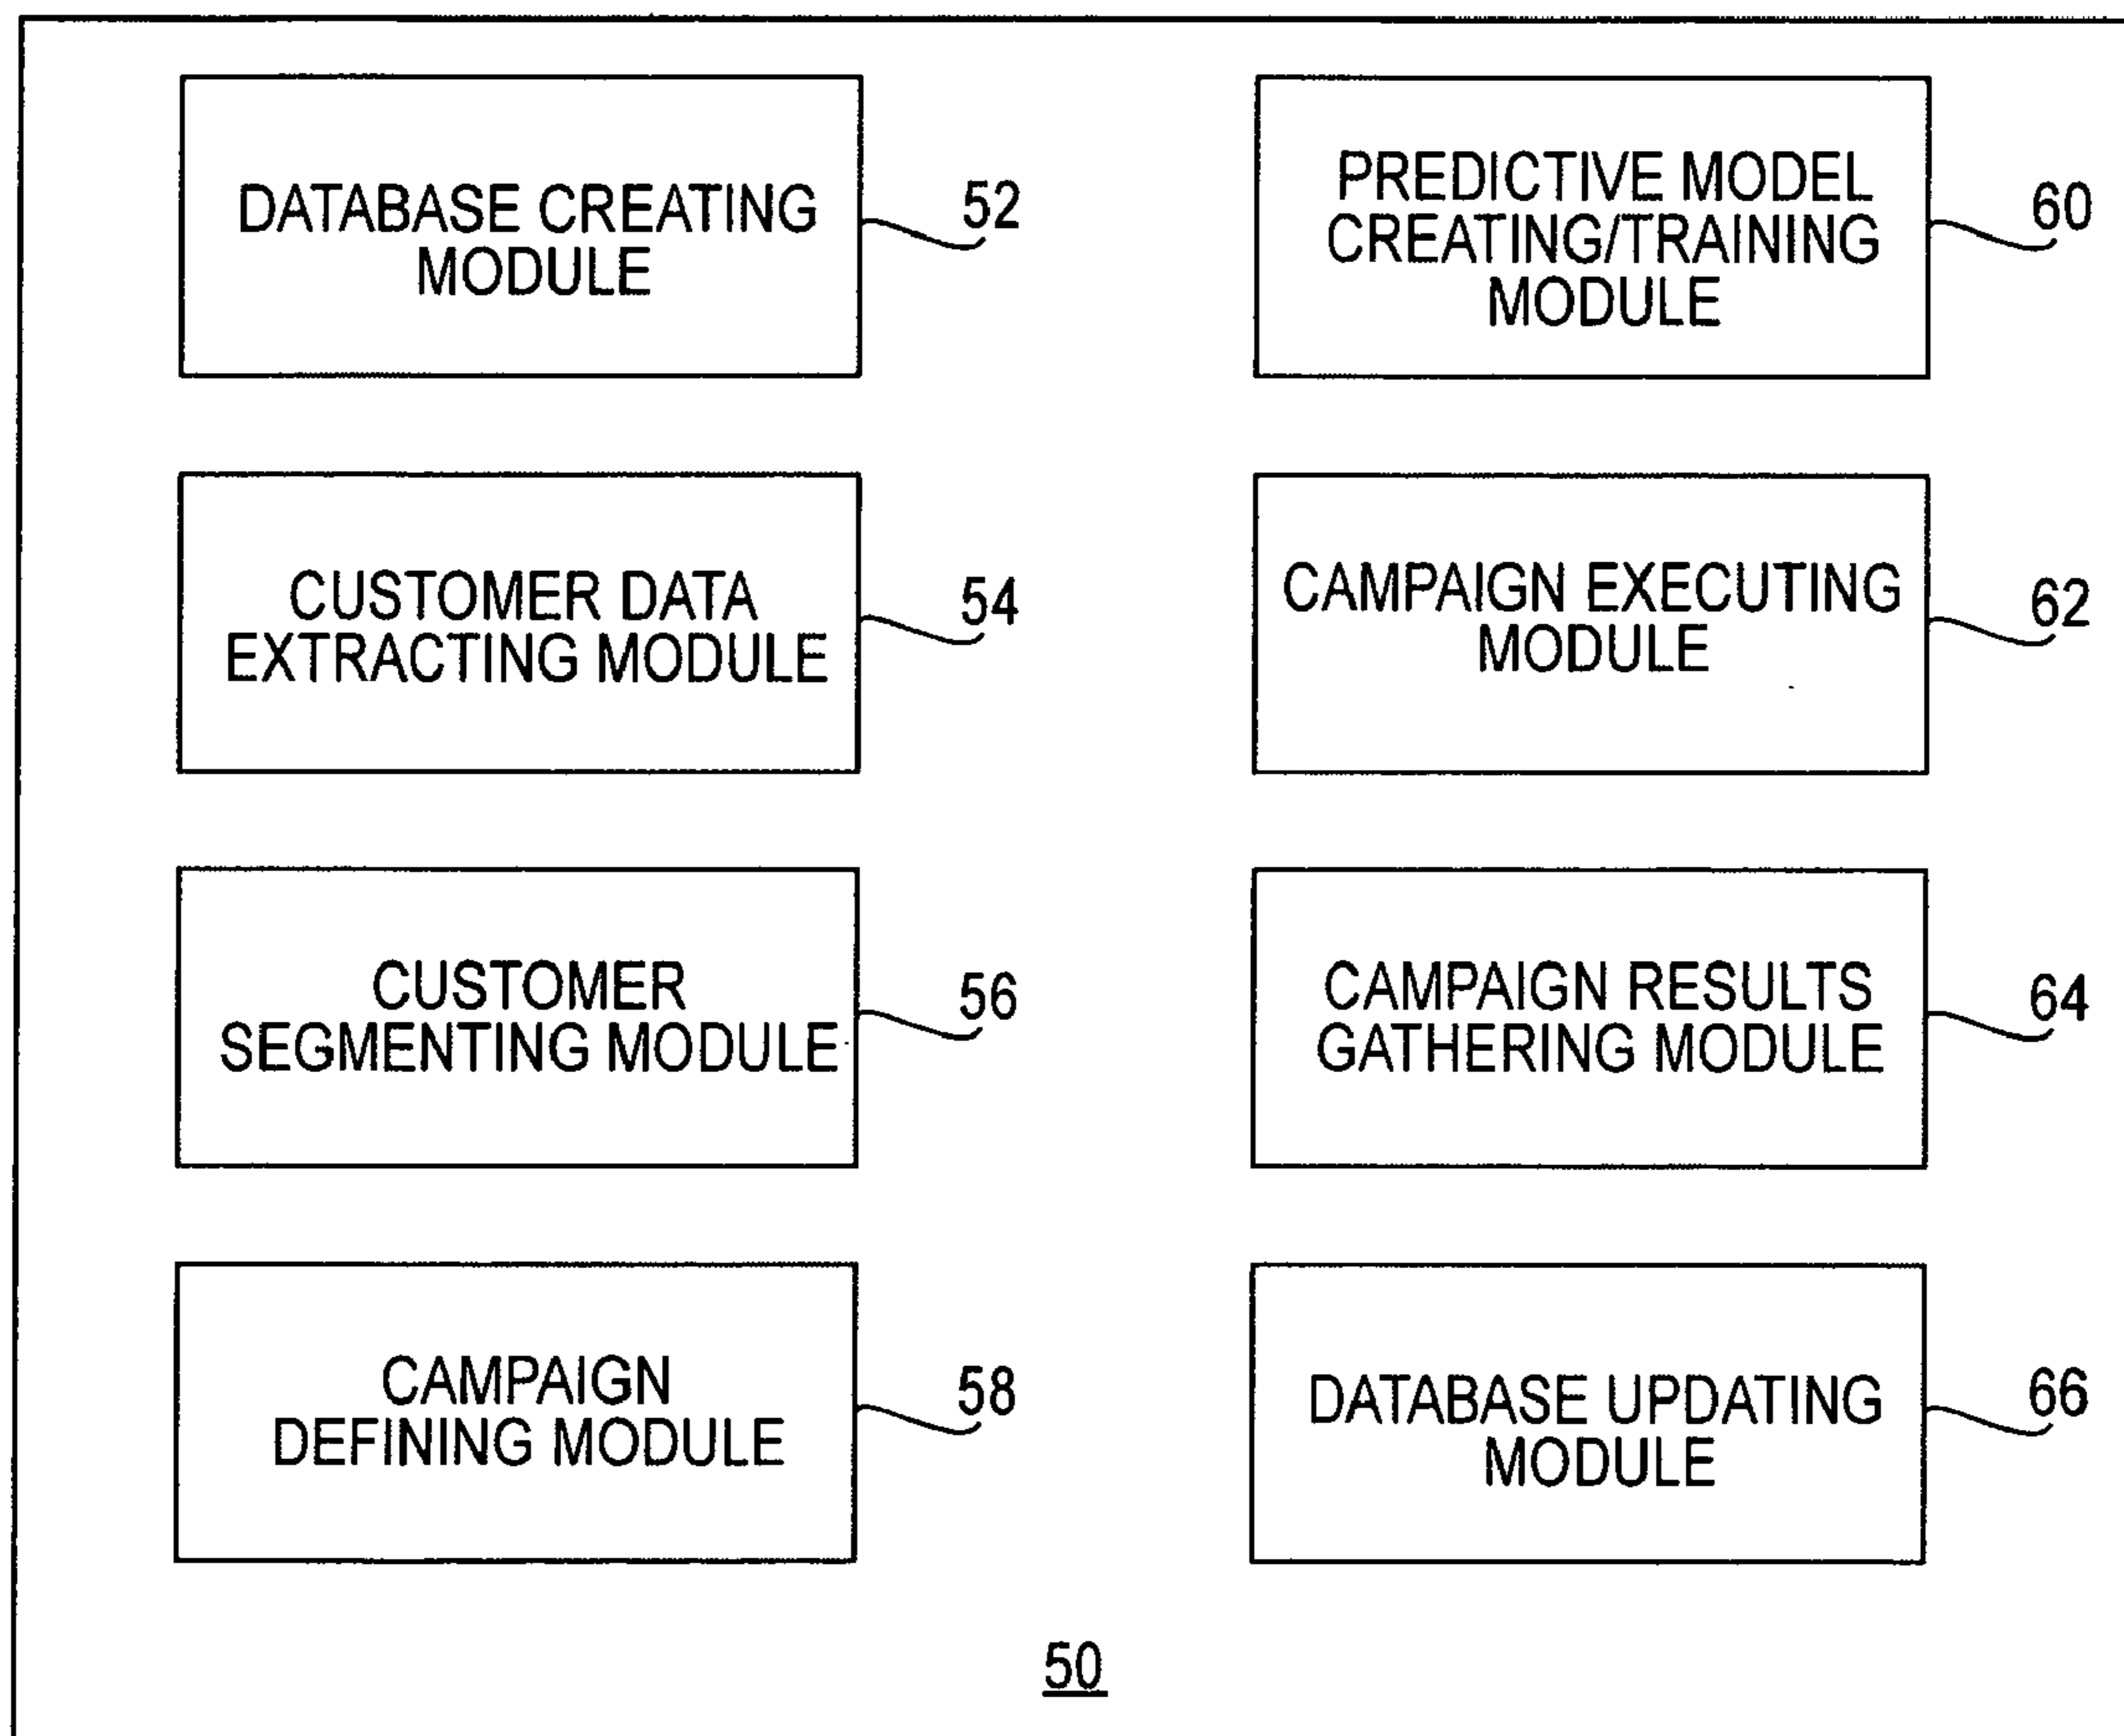 DATABASE CREATING
MODULE
52
CUSTOMER DATA
EXTRACTING MODULE
54
CUSTOMER
SEGMENTING MODULE
56
CAMPAIGN
DEFINING MODULE
58
PREDICTIVE MODEL
CREATING/TRAINING
MODULE
60
CAMPAIGN EXECUTING
MODULE
62
CAMPAIGN RESULTS
GATHERING MODULE
64
DATABASE UPDATING
MODULE
66
50